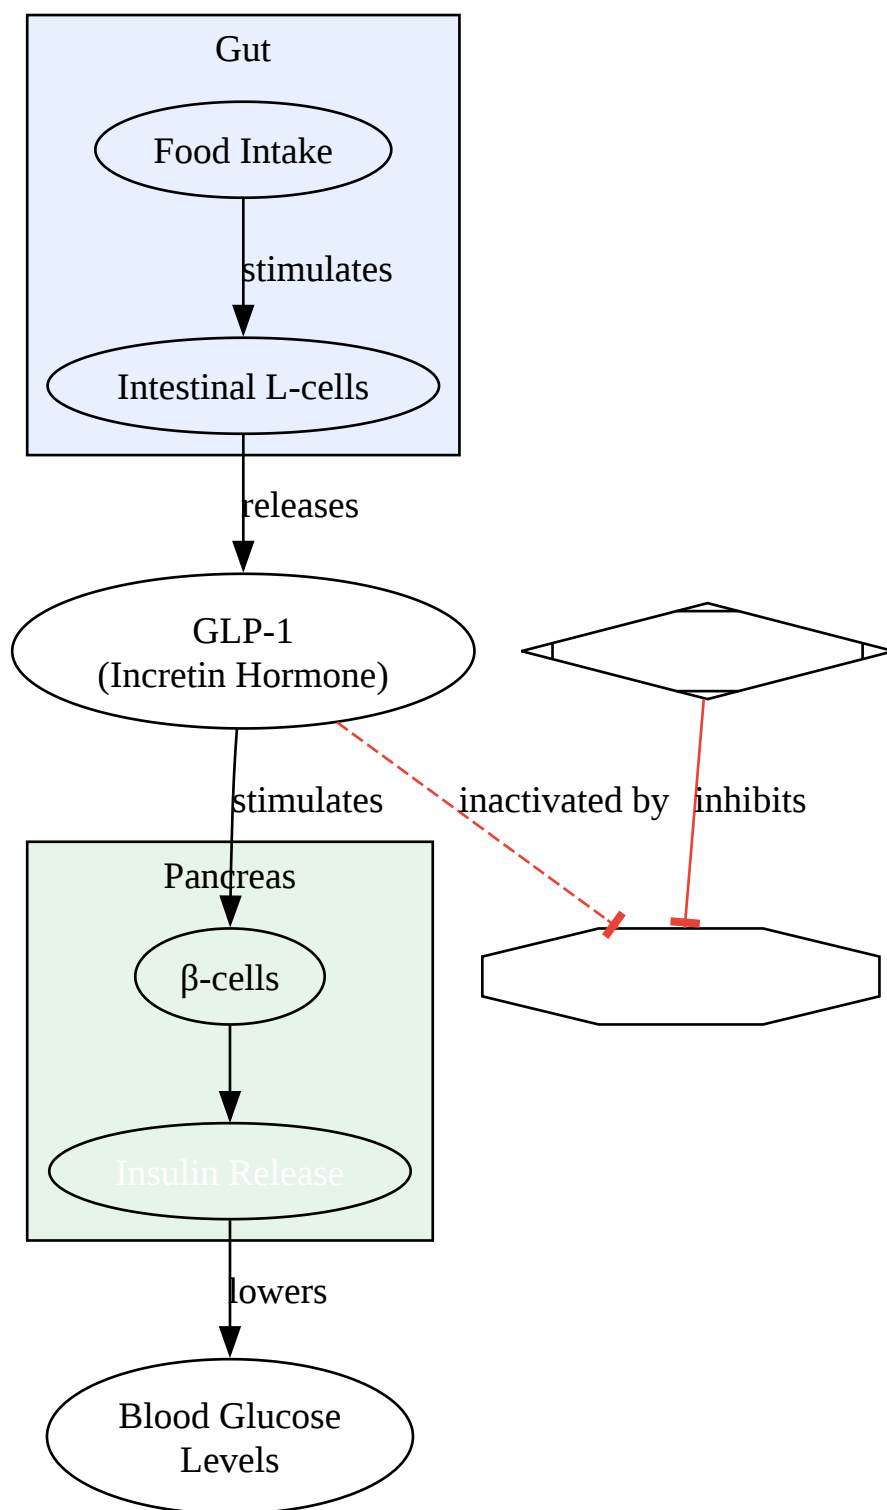 Gut
Food Intake
stimulates
Intestinal L-cells
releases
GLP-1
(Incretin Hormone)
stimulates
inactivated by
inhibits
Pancreas
β-cells
Insulin Release
lowers
Blood Glucose
Levels